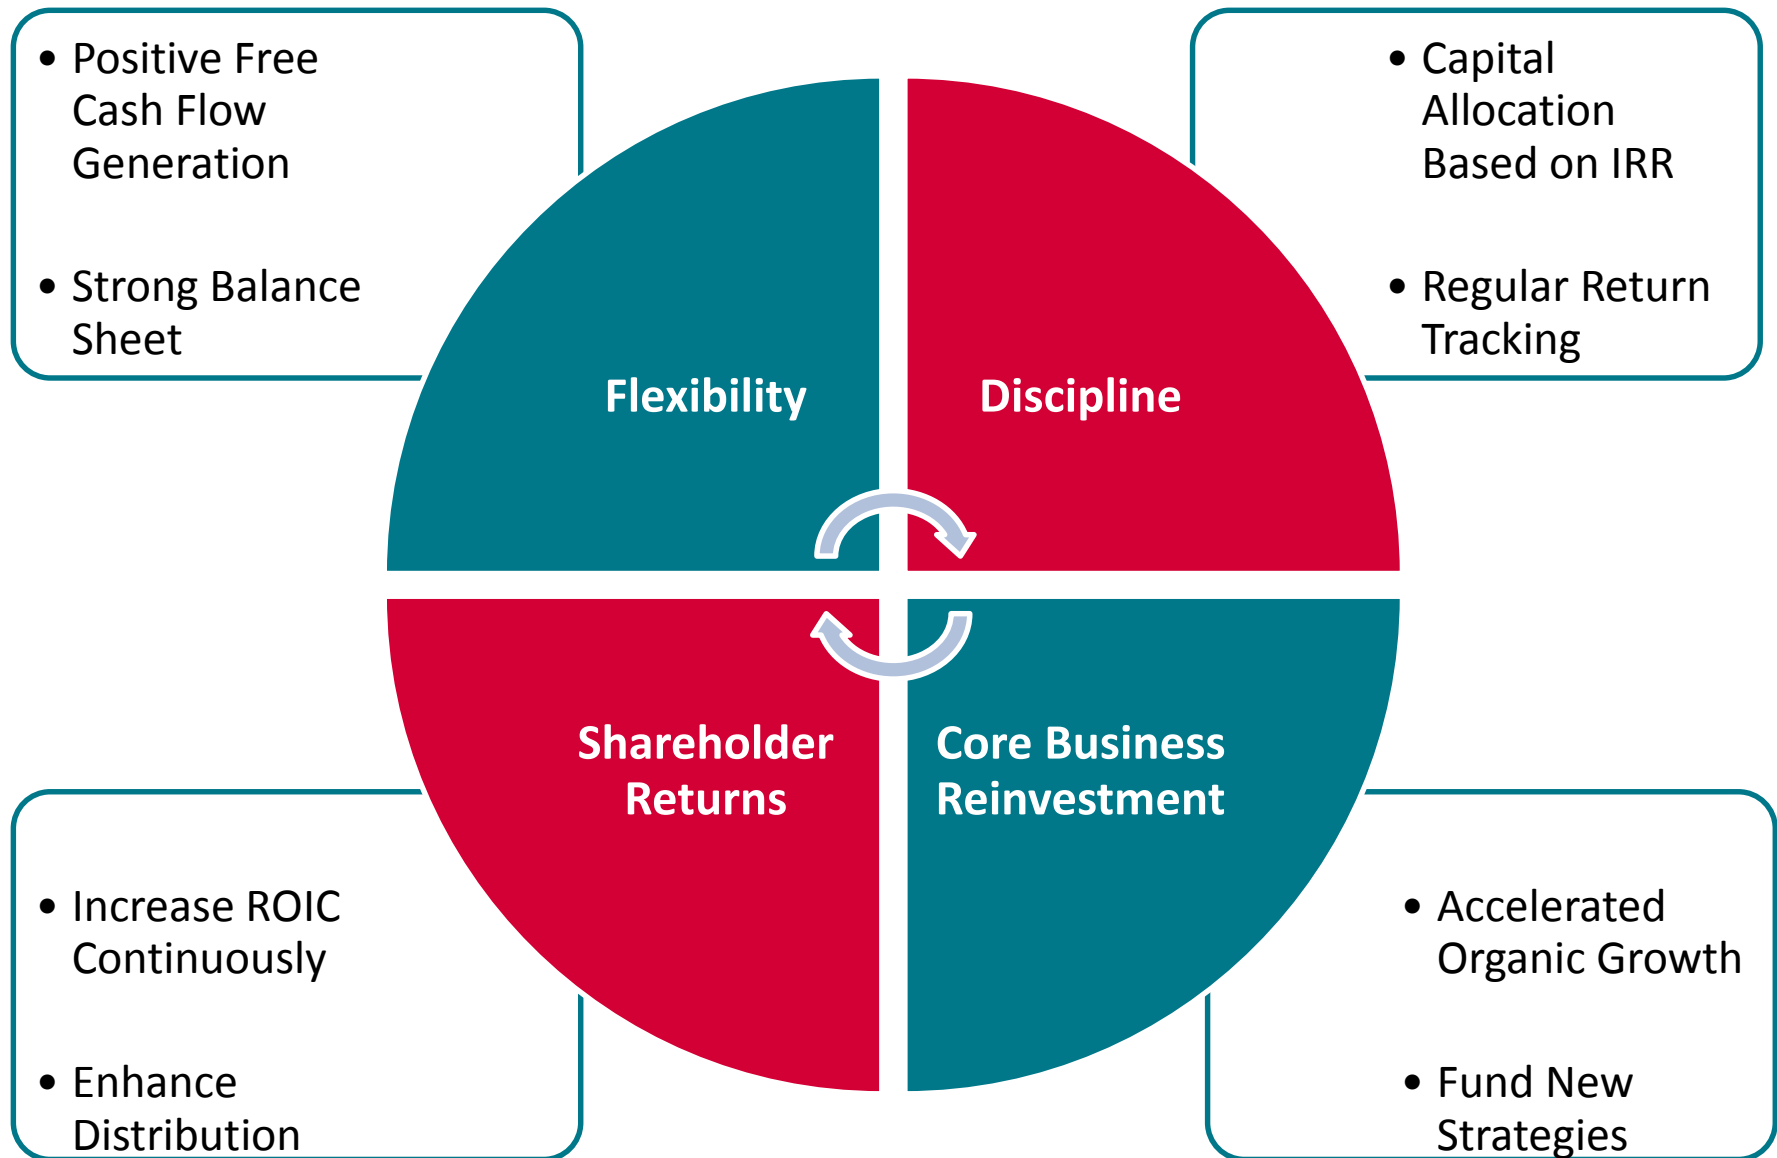 • Positive Free
Cash Flow
Generation
• Strong Balance
Sheet
• Capital
Allocation
Based on IRR
• Regular Return
Tracking
Flexibility
Discipline
Shareholder
Returns
Core Business
Reinvestment
• Increase ROIC
Continuously
• Enhance
Distribution
• Accelerated
Organic Growth
• Fund New
Strategies